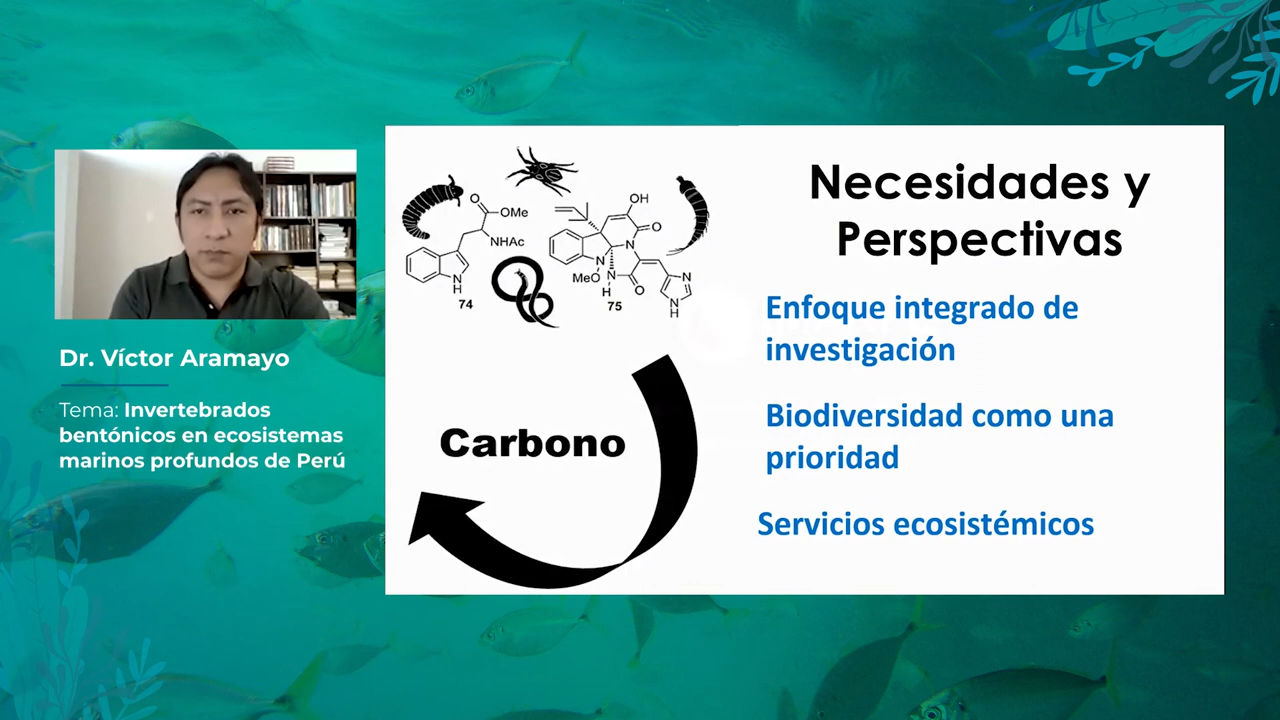 Dr. Víctor Aramayo
Tema: Invertebrados
bentónicos en ecosistemas
marinos profundos de Perú
O
OMe
NHAc
N
H
74
OH
O
N
N
MeO
N
H
O
N
N
H
75
Carbono
Necesidades y
Perspectivas
Enfoque integrado de
investigación
Biodiversidad como una
prioridad
Servicios ecosistémicos